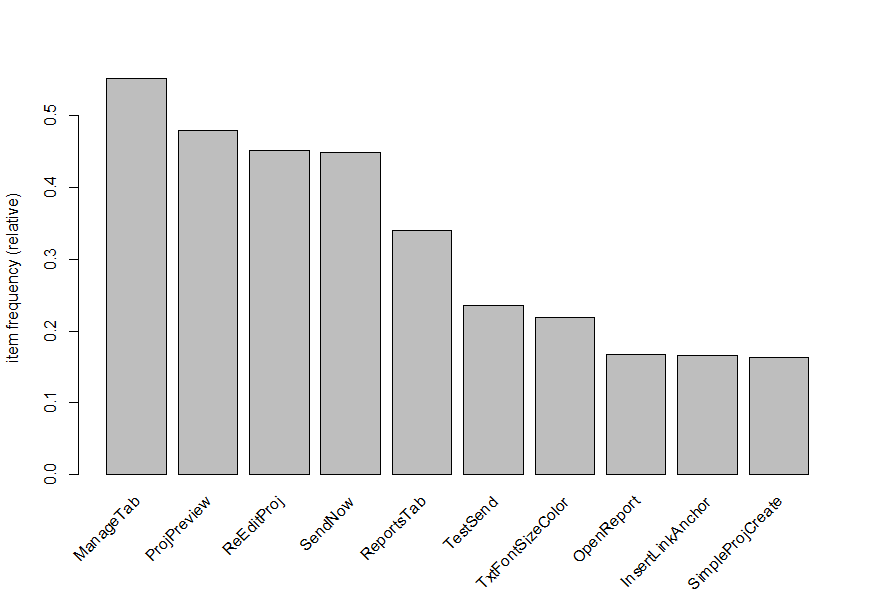 item frequency (relative)
0.5
0.4
0.3
0.2
0.1
0.0
ManageTab
ProjPreview
ReEditProj
SendNow
ReportsTab
TestSend
TxtFontSizeColor
OpenReport
InsertLinkAnchor
SimpleProjCreate